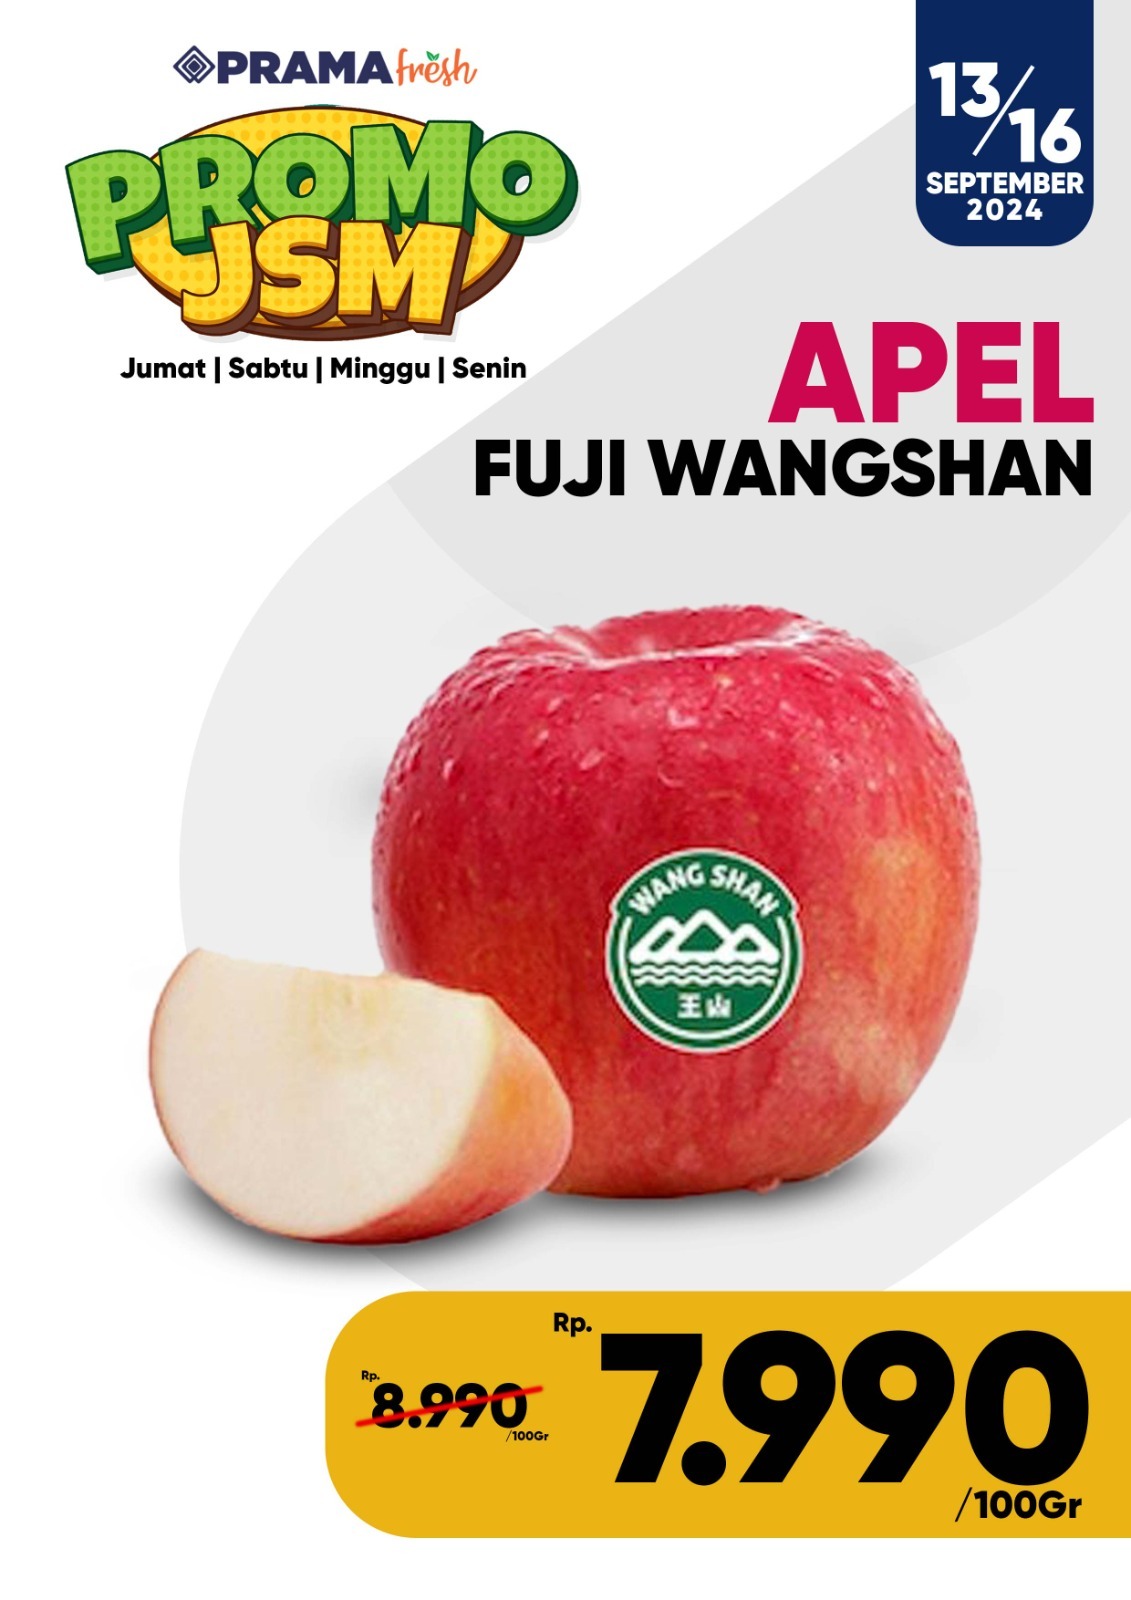 PRAMA fresh
PROMO
JSM
Jumat | Sabtu | Minggu | Senin
13/16
SEPTEMBER
2024
APEL
FUJI WANGSHAN
WANG SHAN
王山
Rp.
8.990
/100Gr
Rp.
7.990
/100Gr